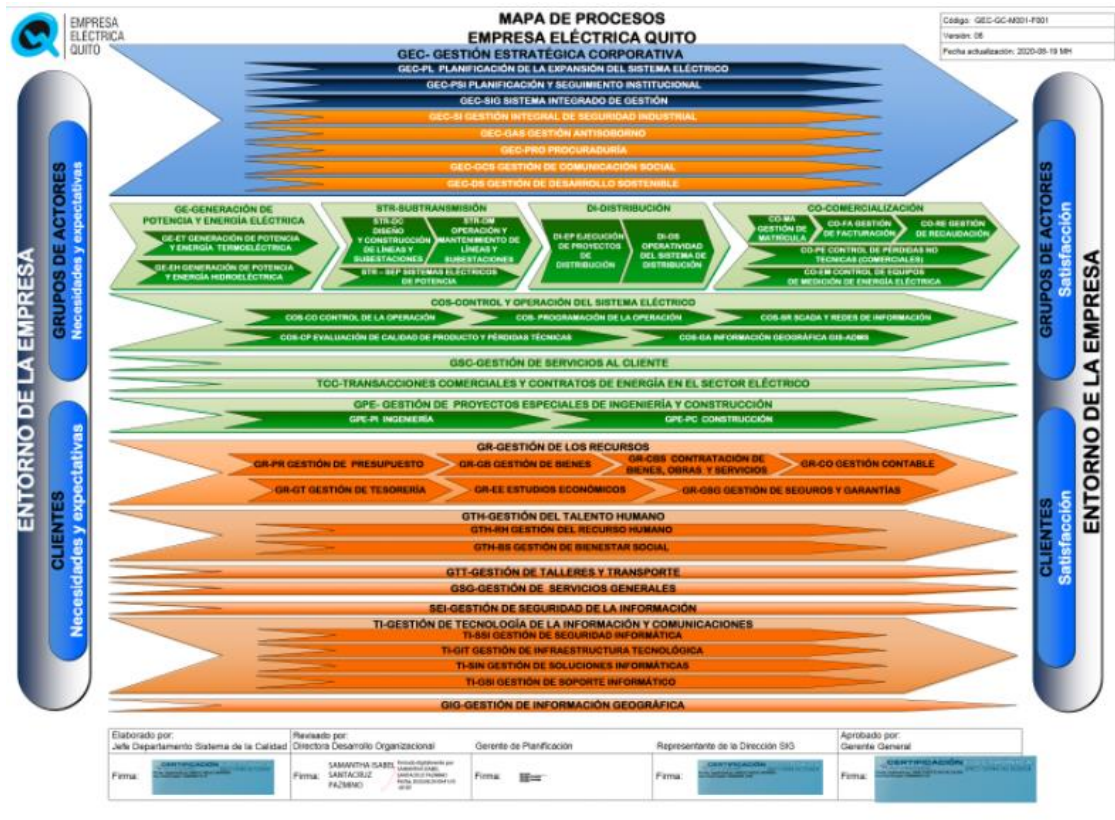 EMPRESA
ELÉCTRICA
QUITO
MAPA DE PROCESOS
EMPRESA ELÉCTRICA QUITO
Código: GEC-GC-M001-F001
Versión: 06
Fecha actualización: 2020-08-19 MH
GEC- GESTIÓN ESTRATÉGICA CORPORATIVA
GEC-PL PLANIFICACIÓN DE LA EXPANSIÓN DEL SISTEMA ELÉCTRICO
GEC-PSI PLANIFICACIÓN Y SEGUIMIENTO INSTITUCIONAL
GEC-SIG SISTEMA INTEGRADO DE GESTIÓN
GEC-SI GESTIÓN INTEGRAL DE SEGURIDAD INDUSTRIAL
GEC-GAS GESTIÓN ANTISOBORNO
GEC-PRO PROCURADURÍA
GEC-GCS GESTIÓN DE COMUNICACIÓN SOCIAL
GEC-DS GESTIÓN DE DESARROLLO SOSTENIBLE
ENTORNO DE LA EMPRESA
GRUPOS DE ACTORES
Necesidades y expectativas
CLIENTES
Necesidades y expectativas
GE-GENERACIÓN DE
POTENCIA Y ENERGÍA ELÉCTRICA
GE-ET GENERACIÓN DE POTENCIA
Y ENERGÍA TERMOELÉCTRICA
GE-EH GENERACIÓN DE POTENCIA
Y ENERGÍA HIDROELÉCTRICA
STR-SUBTRANSMISIÓN
STR-DC
DISEÑO
Y CONSTRUCCIÓN
DE LÍNEAS Y
SUBESTACIONES
STR-OM
OPERACIÓN Y
MANTENIMIENTO DE
LÍNEAS Y
SUBESTACIONES
STR - SEP SISTEMAS ELÉCTRICOS
DE POTENCIA
DI-DISTRIBUCIÓN
DI-EP EJECUCIÓN
DE PROYECTOS
DE
DISTRIBUCIÓN
DI-OS
OPERATIVIDAD
DEL SISTEMA DE
DISTRIBUCIÓN
CO-COMERCIALIZACIÓN
CO-MA
GESTIÓN DE
MATRÍCULA
CO-FA GESTIÓN
DE FACTURACIÓN
CO-RE GESTIÓN
DE RECAUDACIÓN
CO-PE CONTROL DE PÉRDIDAS NO
TÉCNICAS (COMERCIALES)
CO-EM CONTROL DE EQUIPOS
DE MEDICIÓN DE ENERGÍA ELÉCTRICA
COS-CONTROL Y OPERACIÓN DEL SISTEMA ELÉCTRICO
COS-CO CONTROL DE LA OPERACIÓN
COS- PROGRAMACIÓN DE LA OPERACIÓN
COS-SR SCADA Y REDES DE INFORMACIÓN
COS-CP EVALUACIÓN DE CALIDAD DE PRODUCTO Y PÉRDIDAS TÉCNICAS
COS-GA INFORMACIÓN GEOGRÁFICA GIS-ADMS
GSC-GESTIÓN DE SERVICIOS AL CLIENTE
TCC-TRANSACCIONES COMERCIALES Y CONTRATOS DE ENERGÍA EN EL SECTOR ELÉCTRICO
GPE- GESTIÓN DE PROYECTOS ESPECIALES DE INGENIERÍA Y CONSTRUCCIÓN
GPE-PI INGENIERÍA
GPE-PC CONSTRUCCIÓN
GR-GESTIÓN DE LOS RECURSOS
GR-PR GESTIÓN DE PRESUPUESTO
GR-GB GESTIÓN DE BIENES
GR-CBS CONTRATACIÓN DE
BIENES, OBRAS Y SERVICIOS
GR-CO GESTIÓN CONTABLE
GR-GT GESTIÓN DE TESORERÍA
GR-EE ESTUDIOS ECONÓMICOS
GR-GSG GESTIÓN DE SEGUROS Y GARANTÍAS
GTH-GESTIÓN DEL TALENTO HUMANO
GTH-RH GESTIÓN DEL RECURSO HUMANO
GTH-BS GESTIÓN DE BIENESTAR SOCIAL
GTT-GESTIÓN DE TALLERES Y TRANSPORTE
GSG-GESTIÓN DE SERVICIOS GENERALES
SEI-GESTIÓN DE SEGURIDAD DE LA INFORMACIÓN
TI-GESTIÓN DE TECNOLOGÍA DE LA INFORMACIÓN Y COMUNICACIONES
TI-SSI GESTIÓN DE SEGURIDAD INFORMÁTICA
TI-GIT GESTIÓN DE INFRAESTRUCTURA TECNOLÓGICA
TI-SIN GESTIÓN DE SOLUCIONES INFORMÁTICAS
TI-GSI GESTIÓN DE SOPORTE INFORMÁTICO
GIG-GESTIÓN DE INFORMACIÓN GEOGRÁFICA
GRUPOS DE ACTORES
Satisfacción
CLIENTES
Satisfacción
ENTORNO DE LA EMPRESA
Elaborado por:
Jefe Departamento Sistema de la Calidad
Firma:
CERTIFICACIÓN
Revisado por:
Directora Desarrollo Organizacional
Firma:
SAMANTHA ISABEL
SANTACRUZ
PAZMINO
Gerente de Planificación
Firma:
Representante de la Dirección SIG
Firma:
CERTIFICACIÓN
Aprobado por:
Gerente General
Firma:
CERTIFICACIÓN